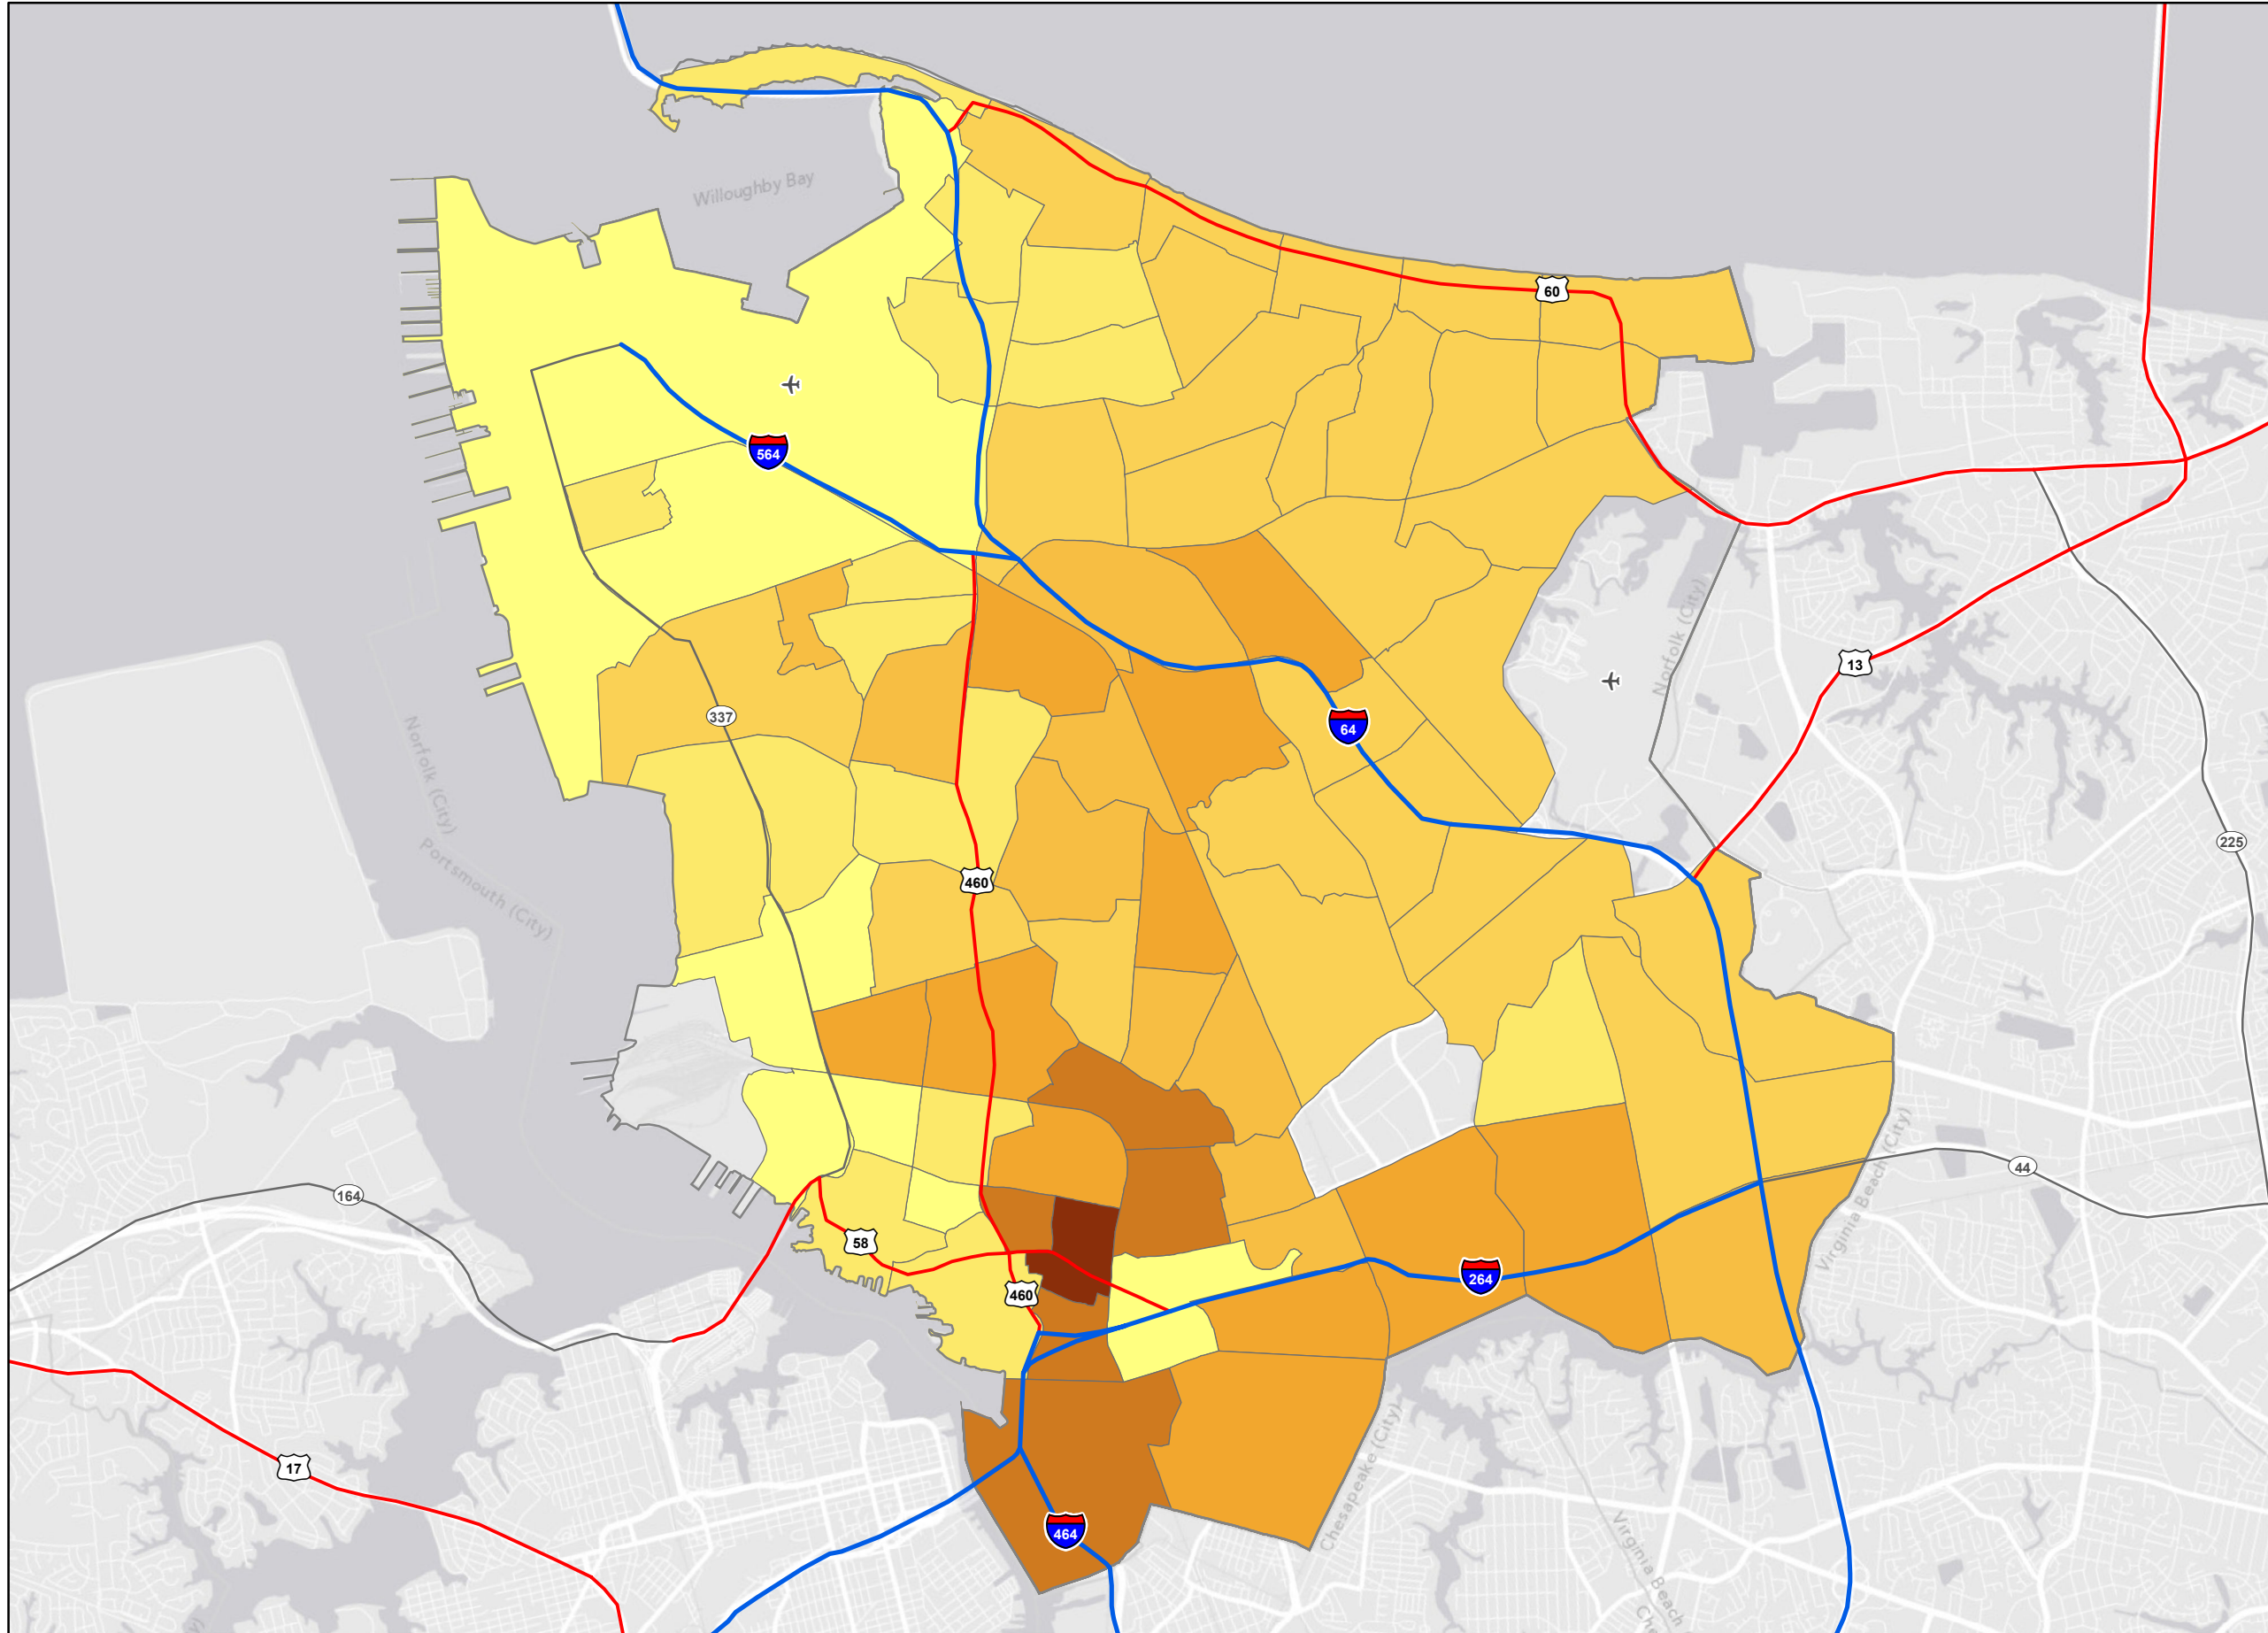 Willoughby Bay
60
564
Norfolk (City)
13
Norfolk (City)
Portsmouth (City)
337
64
225
460
44
164
58
Virginia Beach (City)
264
460
17
Chesapeake (City)
464
Virginia Beach